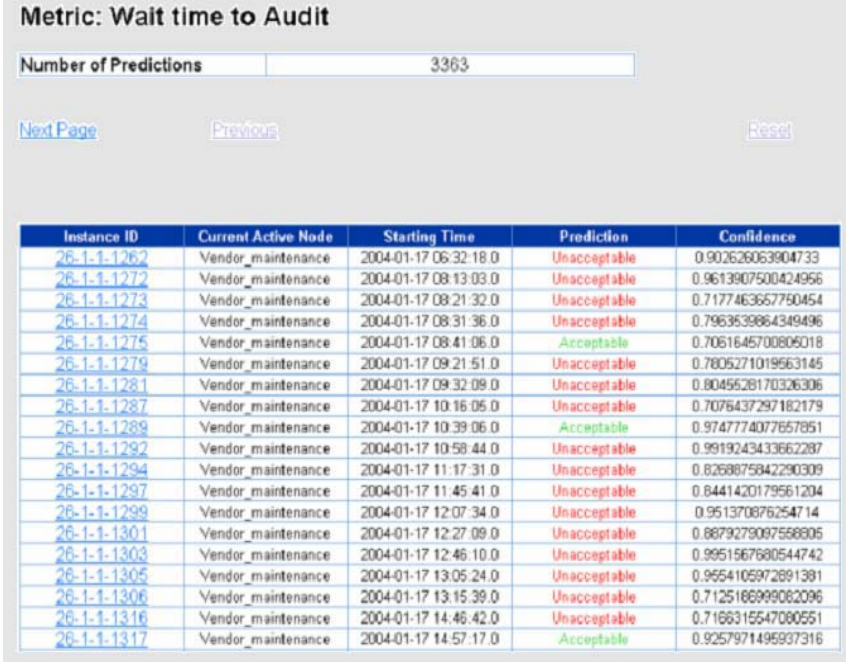 Metric: Wait time to Audit
Number of Predictions 3363
Next Page Previous Reset
Instance ID Current Active Node Starting Time Prediction Confidence
26-1-1-1262 Vendor_maintenance 2004-01-17 06:32:18.0 Unacceptable 0.902626063904733
26-1-1-1272 Vendor_maintenance 2004-01-17 08:13:03.0 Unacceptable 0.9613907500424956
26-1-1-1273 Vendor_maintenance 2004-01-17 08:21:32.0 Unacceptable 0.7177463657750454
26-1-1-1274 Vendor_maintenance 2004-01-17 08:31:36.0 Unacceptable 0.7963539864349496
26-1-1-1275 Vendor_maintenance 2004-01-17 08:41:06.0 Acceptable 0.7061645700805018
26-1-1-1279 Vendor_maintenance 2004-01-17 09:21:51.0 Unacceptable 0.7805271019563145
26-1-1-1281 Vendor_maintenance 2004-01-17 09:32:09.0 Unacceptable 0.8045528170326306
26-1-1-1287 Vendor_maintenance 2004-01-17 10:16:05.0 Unacceptable 0.7076437297182179
26-1-1-1289 Vendor_maintenance 2004-01-17 10:39:06.0 Acceptable 0.9747774077657851
26-1-1-1292 Vendor_maintenance 2004-01-17 10:58:44.0 Unacceptable 0.9919243433662287
26-1-1-1294 Vendor_maintenance 2004-01-17 11:17:31.0 Unacceptable 0.8268875842290309
26-1-1-1297 Vendor_maintenance 2004-01-17 11:45:41.0 Unacceptable 0.8441420179561204
26-1-1-1299 Vendor_maintenance 2004-01-17 12:07:34.0 Unacceptable 0.951370876254714
26-1-1-1301 Vendor_maintenance 2004-01-17 12:27:09.0 Unacceptable 0.8879279097558805
26-1-1-1303 Vendor_maintenance 2004-01-17 12:46:10.0 Unacceptable 0.9951567680544742
26-1-1-1305 Vendor_maintenance 2004-01-17 13:05:24.0 Unacceptable 0.9554105972891381
26-1-1-1306 Vendor_maintenance 2004-01-17 13:15:39.0 Unacceptable 0.7125186999082096
26-1-1-1316 Vendor_maintenance 2004-01-17 14:46:42.0 Unacceptable 0.7166315547080551
26-1-1-1317 Vendor_maintenance 2004-01-17 14:57:17.0 Acceptable 0.9257971495937316